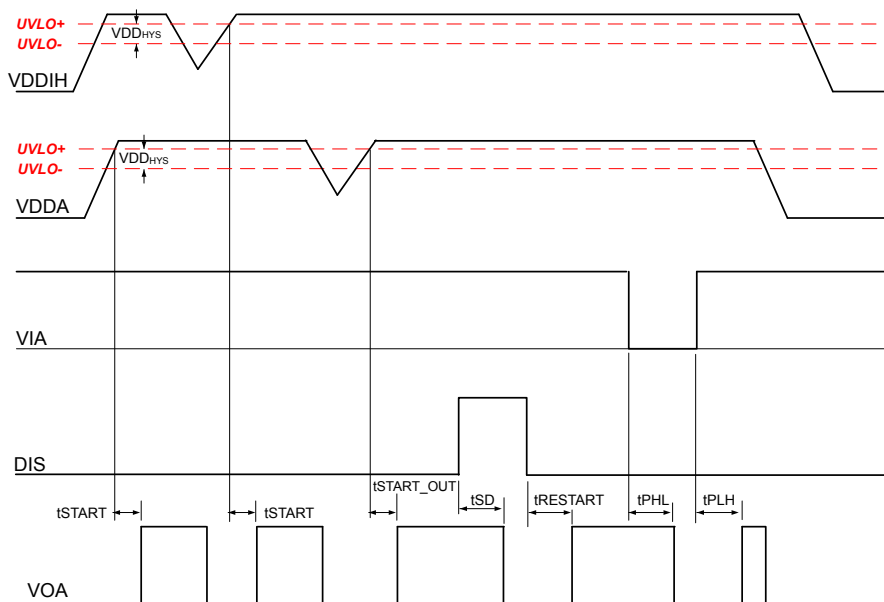 UVLO+
VDDHYS
UVLO-
VDDIH
UVLO+
VDDHYS
UVLO-
VDDA
VIA
DIS
tSTART
tSTART
tSTART_OUT
tSD
tRESTART
tPHL
tPLH
VOA